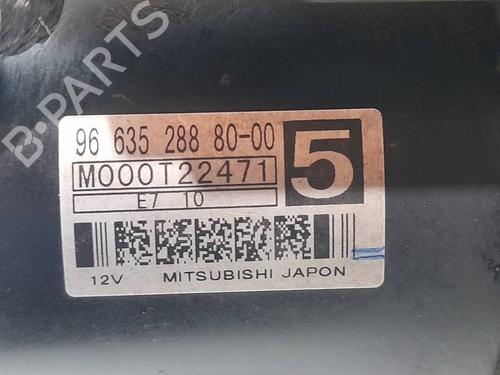 B-PARTS
96 635 288 80-00
5
M000T22471
E7 10
12V MITSUBISHI JAPON